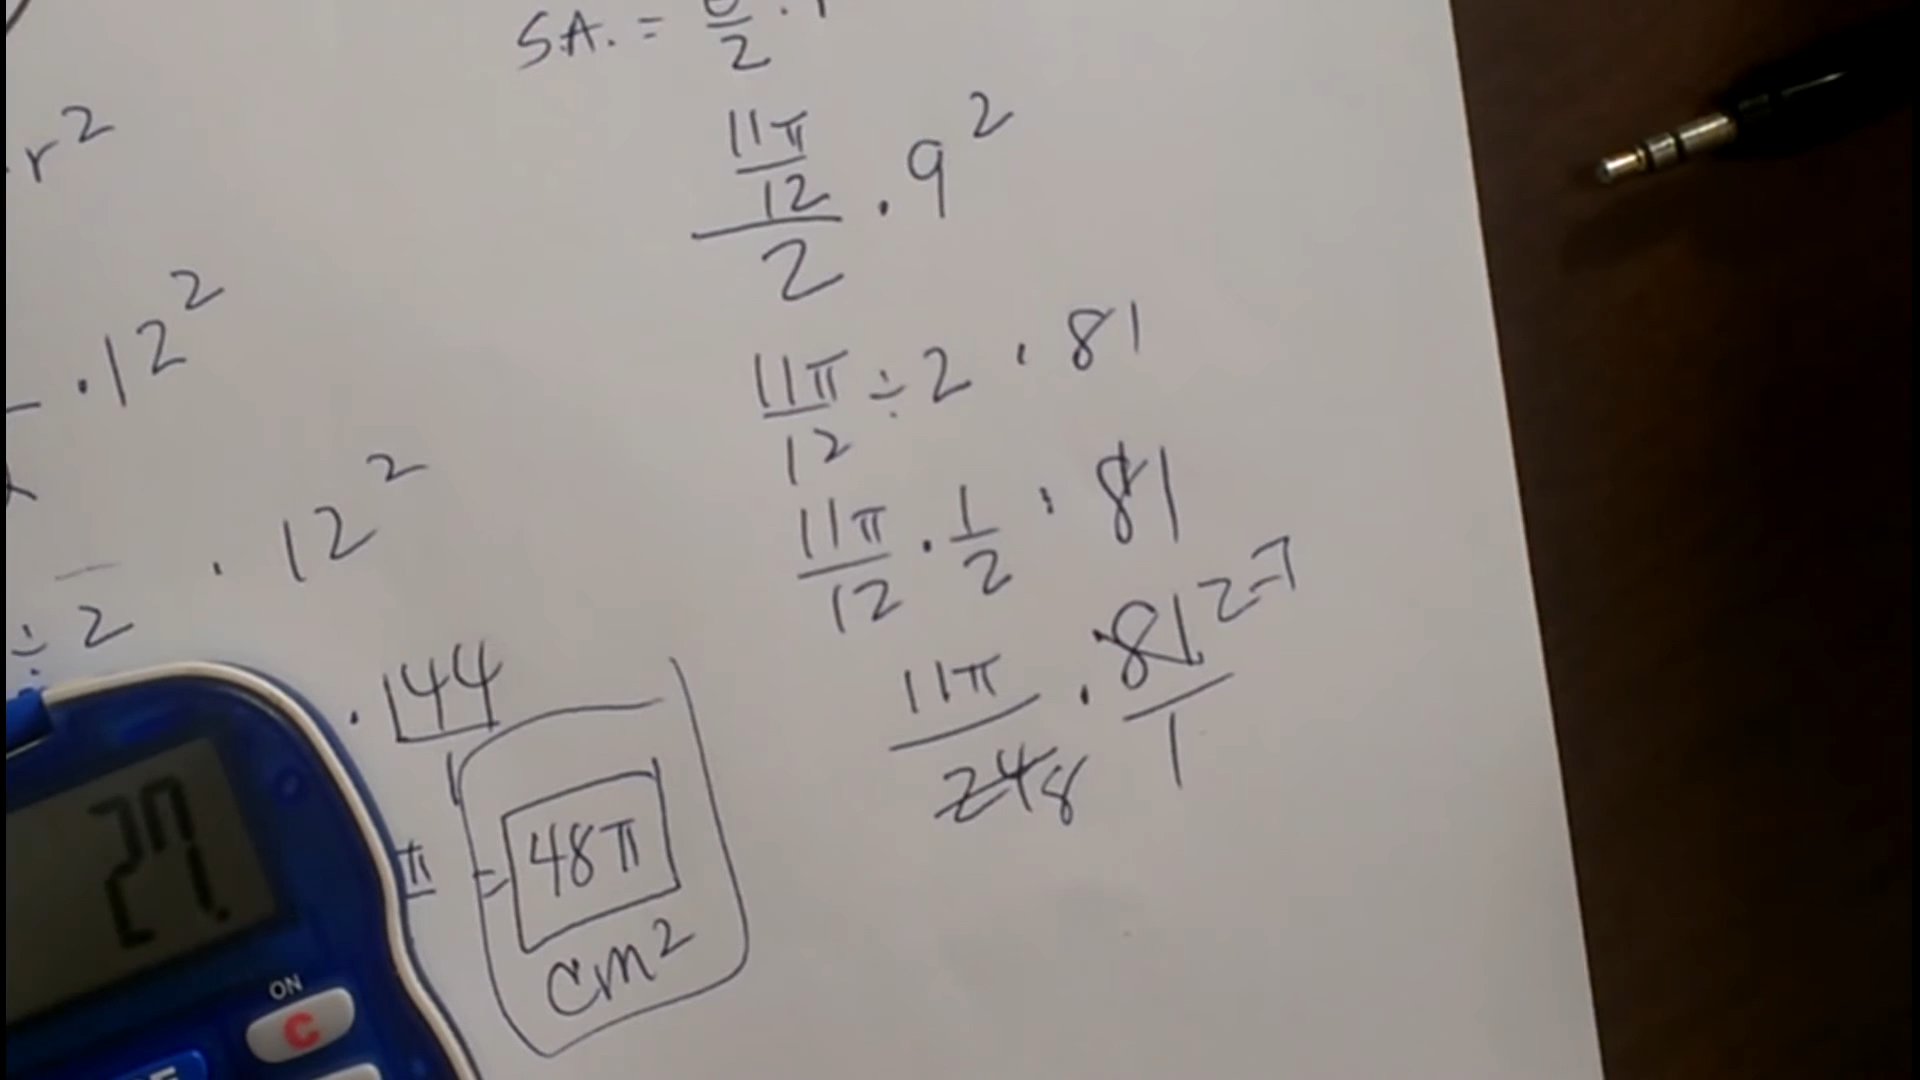 r²
. 12²
÷ 2 . 12²
. 144
1
π = 48π
cm²
S.A. = θ/2 .
11π/12 / 2 . 9²
11π/12 ÷ 2 . 81
11π/12 . 1/2 . 81
11π/24 8 . 81 27/1
27.
ON
C